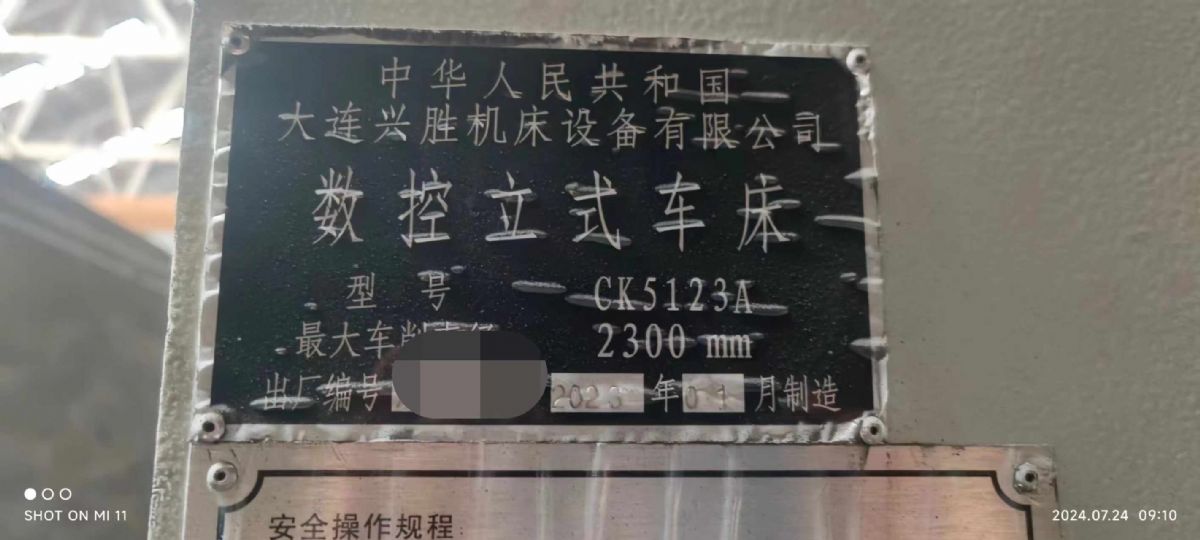 中华人民共和国
大连兴胜机床设备有限公司
数控立式车床
型号 CK5123A
最大车削直径 2300 mm
出厂编号 2023 年 01 月制造
安全操作规程
SHOT ON MI 11
2024.07.24 09:10